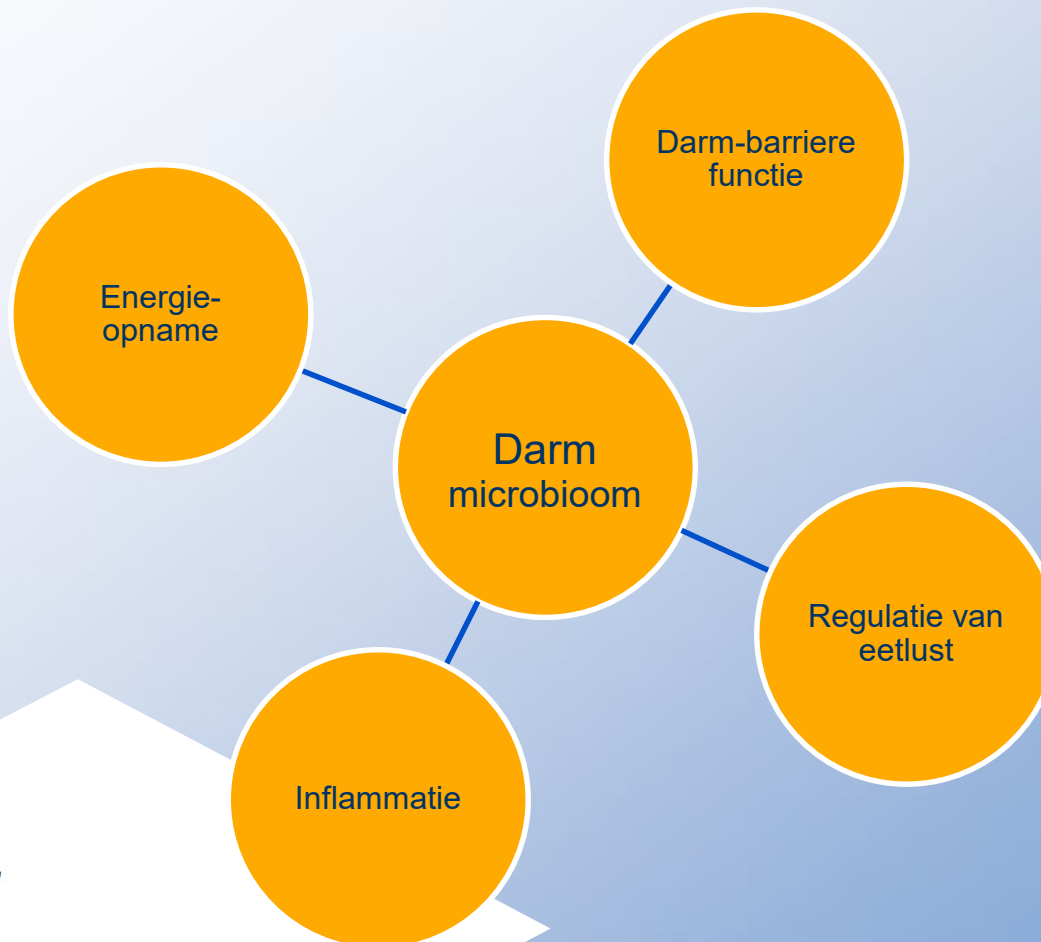 Darm-barriere
functie
Energie-
opname
Darm
microbioom
Regulatie van
eetlust
Inflammatie